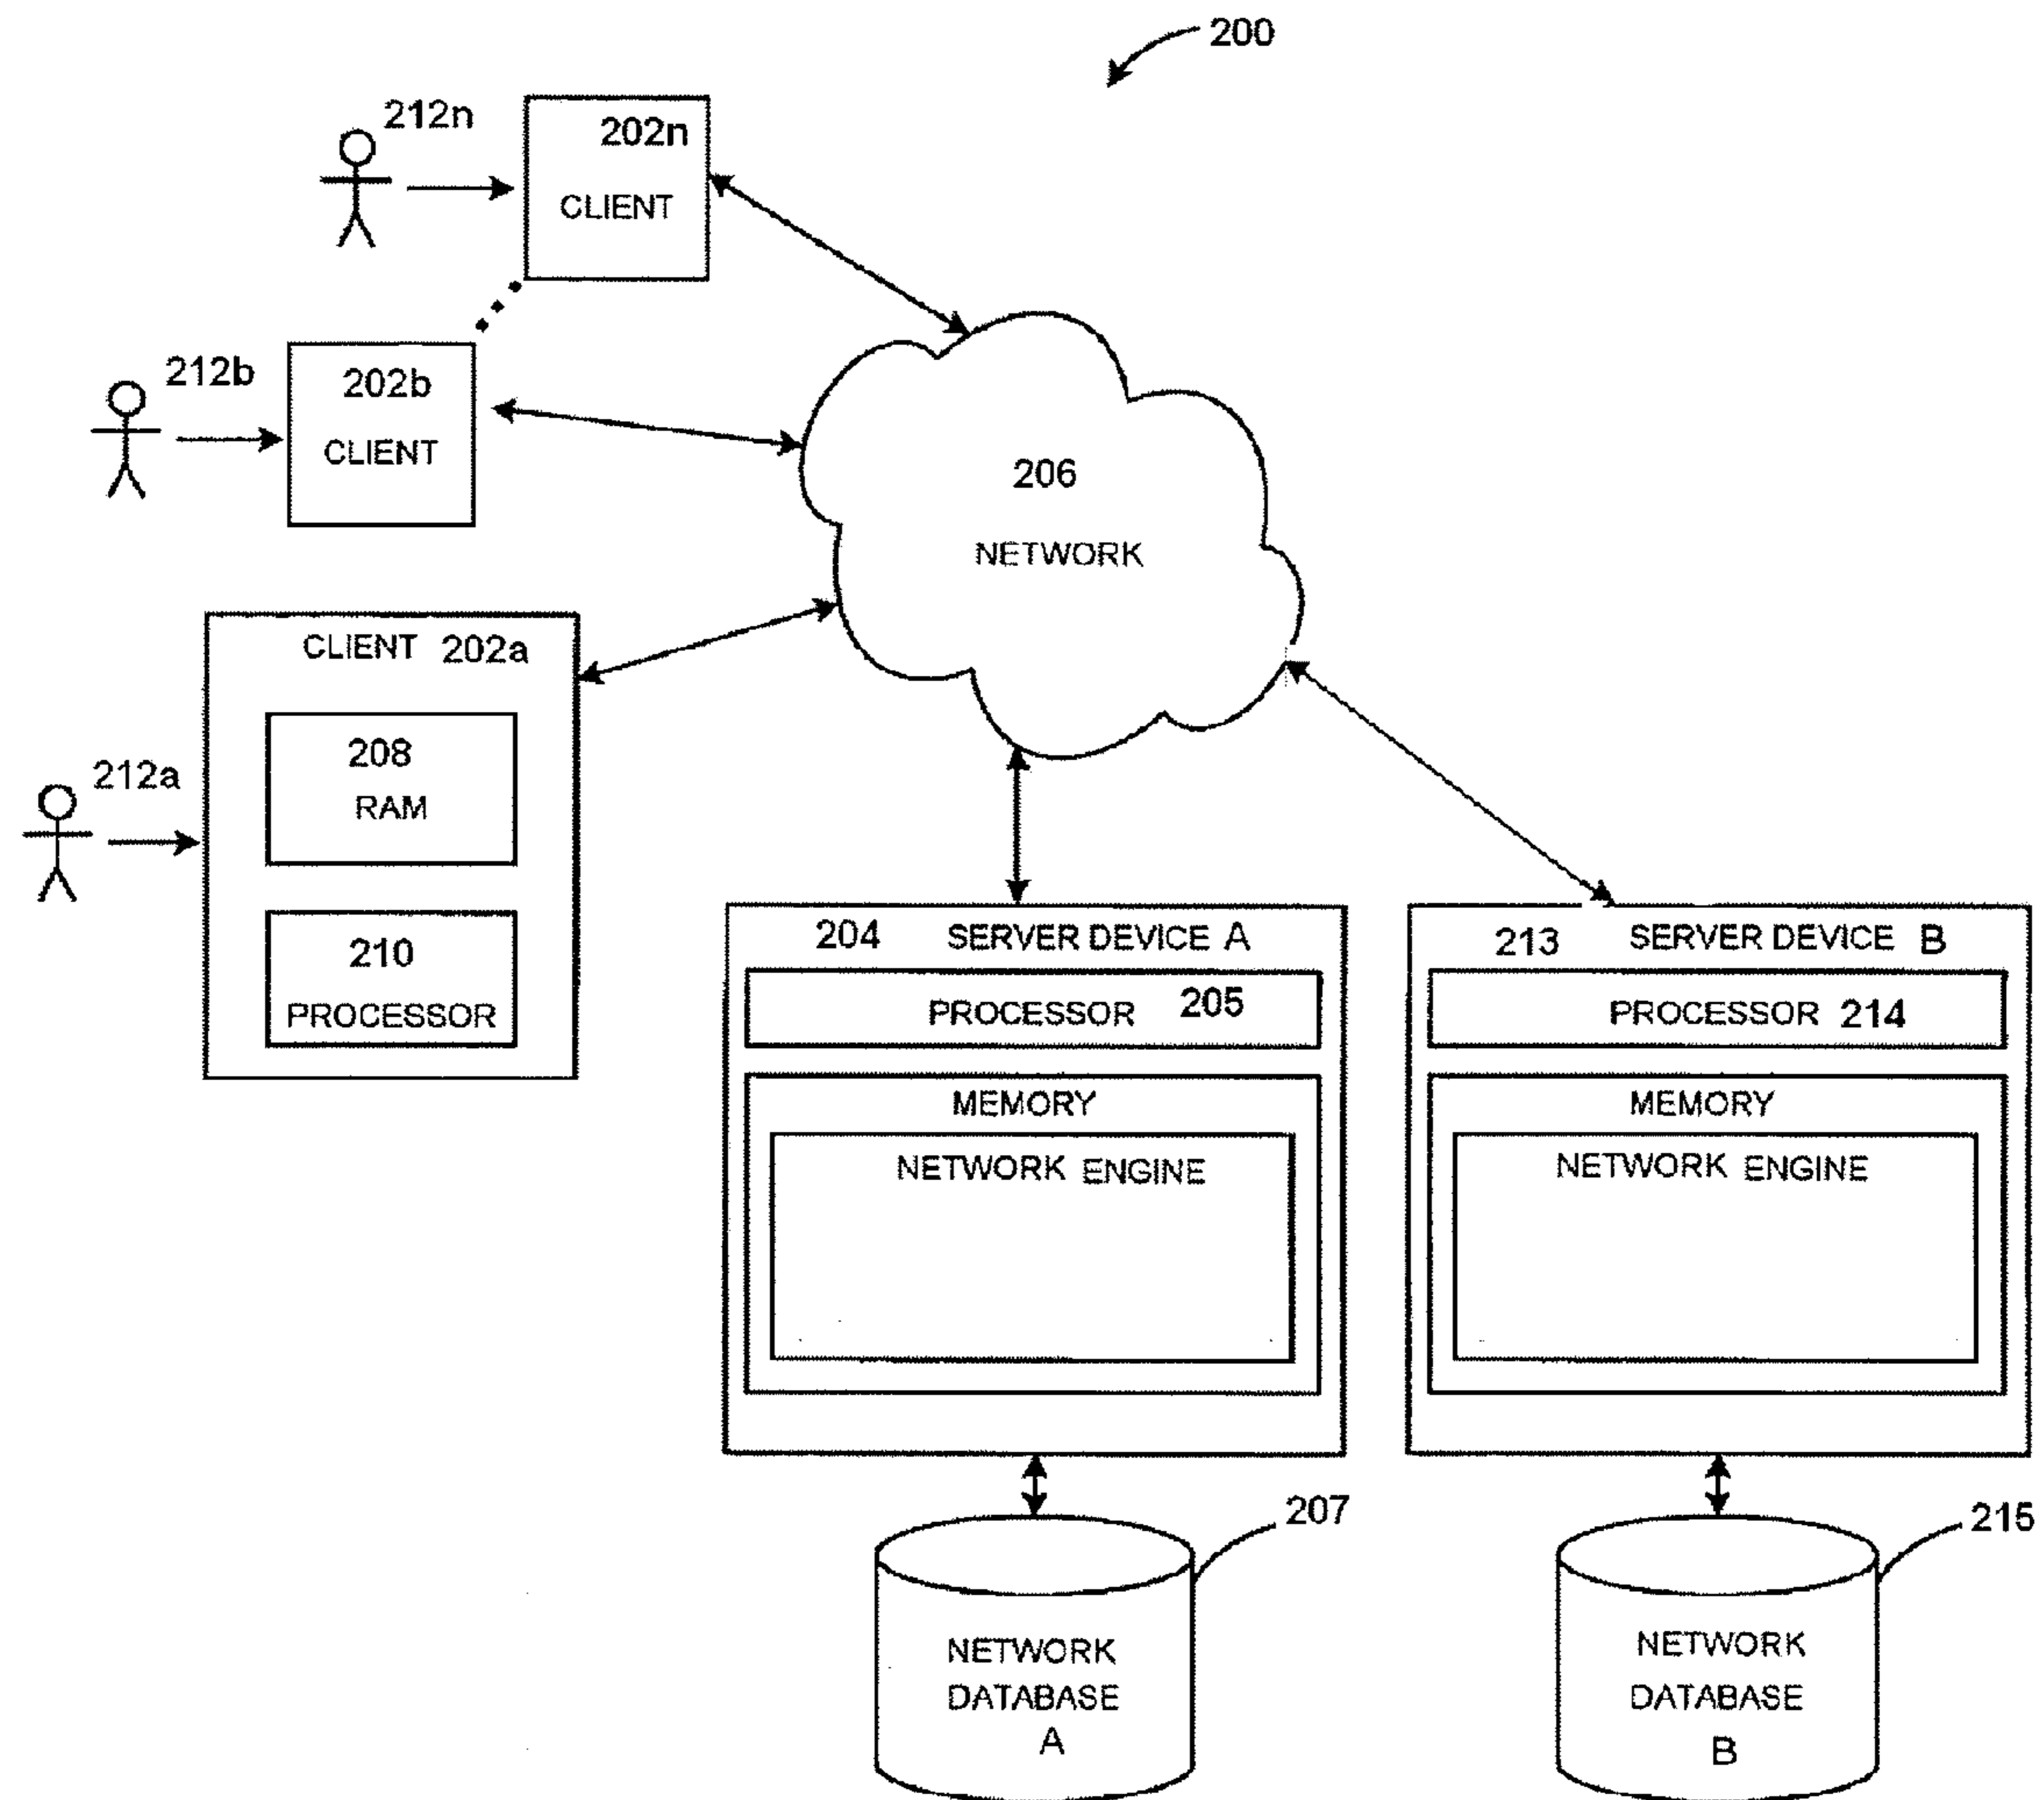 200
212n
202n
CLIENT
212b
202b
CLIENT
206
NETWORK
CLIENT 202a
208
RAM
212a
210
PROCESSOR
204 SERVER DEVICE A
PROCESSOR 205
MEMORY
NETWORK ENGINE
213 SERVER DEVICE B
PROCESSOR 214
MEMORY
NETWORK ENGINE
207
NETWORK
DATABASE
A
215
NETWORK
DATABASE
B